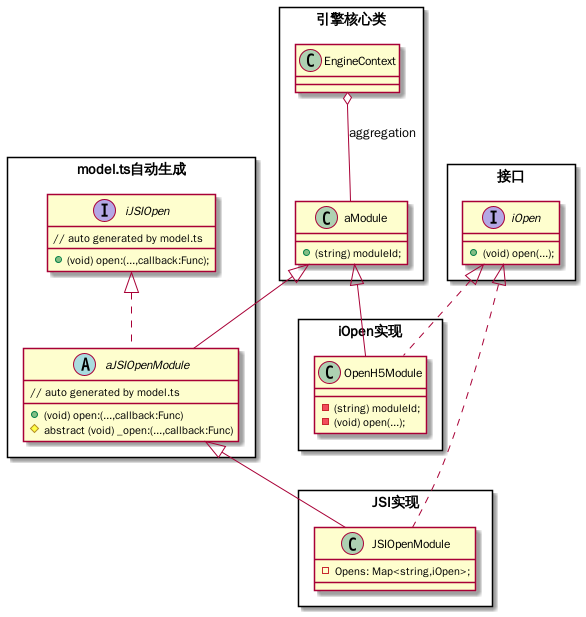 引擎核心类
C EngineContext
aggregation
C aModule
(string) moduleId;
model.ts自动生成
I iJSIOpen
// auto generated by model.ts
(void) open:(...,callback:Func);
A aJSIOpenModule
// auto generated by model.ts
(void) open:(...,callback:Func)
abstract (void) _open:(...,callback:Func)
接口
I iOpen
(void) open(...);
iOpen实现
C OpenH5Module
(string) moduleId;
(void) open(...);
JSI实现
C JSIOpenModule
Opens: Map<string,iOpen>;